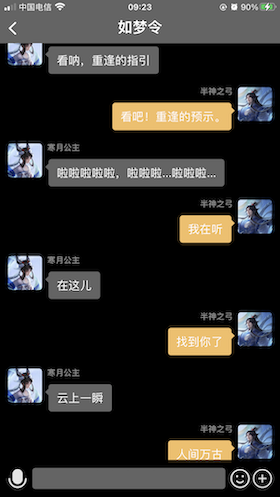 中国电信
09:23
90%
如梦令
看呐，重逢的指引
半神之弓
看吧！重逢的预示。
寒月公主
啦啦啦啦啦，啦啦啦...啦啦啦...
半神之弓
我在听
寒月公主
在这儿
半神之弓
找到你了
寒月公主
云上一瞬
半神之弓
人间万古